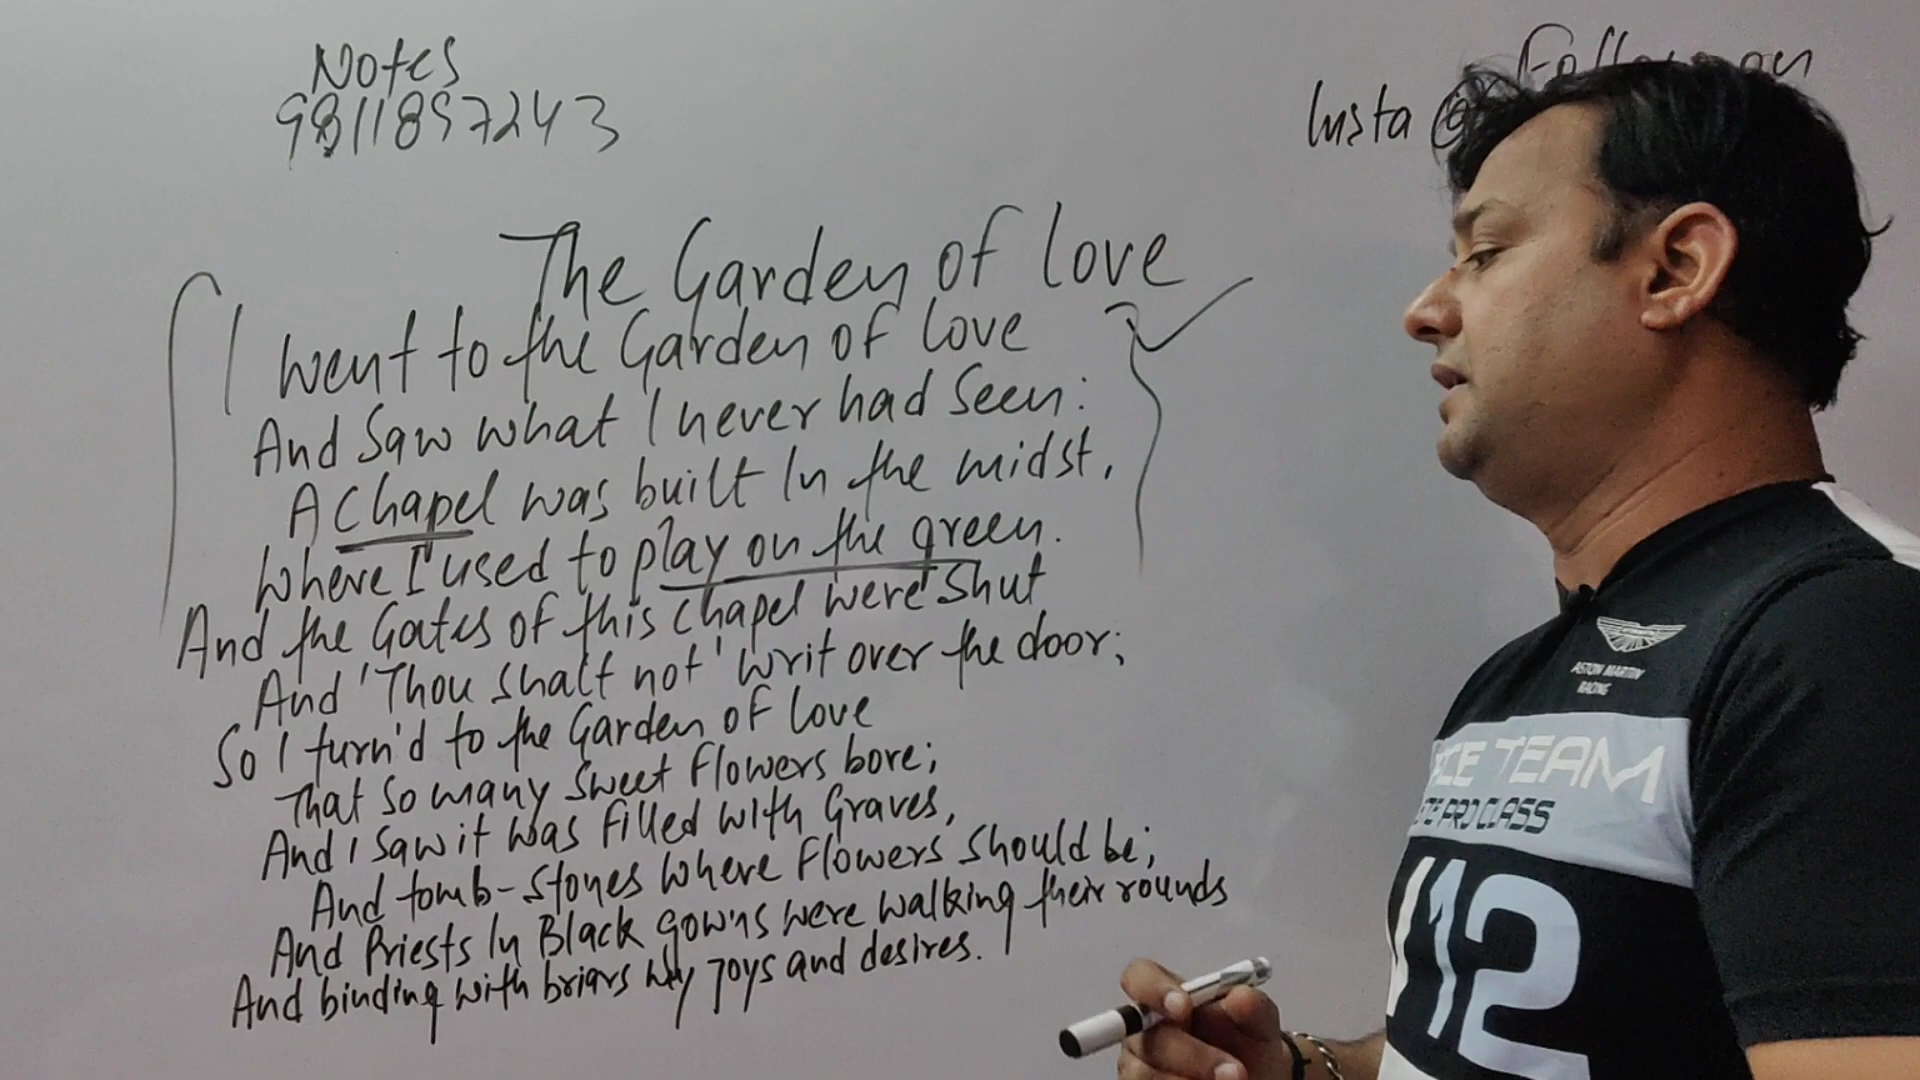 Notes
9811897243
Follow on
Insta @
The Garden of love
I went to the Garden of love
And Saw what I never had Seen:
A Chapel was built In the midst,
Where I used to play on the green.
And the Gates of this Chapel were Shut
And 'Thou shalt not' writ over the door;
So I turn'd to the Garden of love
That So many Sweet Flowers bore;
And I Saw it was Filled with Graves,
And tomb-Stones where Flowers should be;
And Priests In Black gowns were walking their rounds
And binding with briars my joys and desires.
ASTON MARTIN
RACING
TEAM
PRO CLASS
12